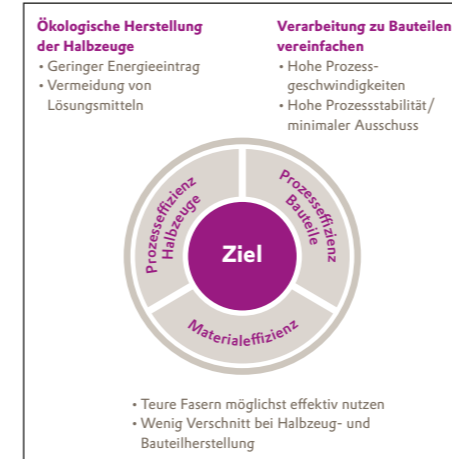 Ökologische Herstellung
der Halbzeuge
• Geringer Energieeintrag
• Vermeidung von
Lösungsmitteln
Verarbeitung zu Bauteilen
vereinfachen
• Hohe Prozess-
geschwindigkeiten
• Hohe Prozessstabilität/
minimaler Ausschuss
Prozesseffizienz
Halbzeuge
Prozesseffizienz
Bauteile
Ziel
Materialeffizienz
• Teure Fasern möglichst effektiv nutzen
• Wenig Verschnitt bei Halbzeug- und
Bauteilherstellung